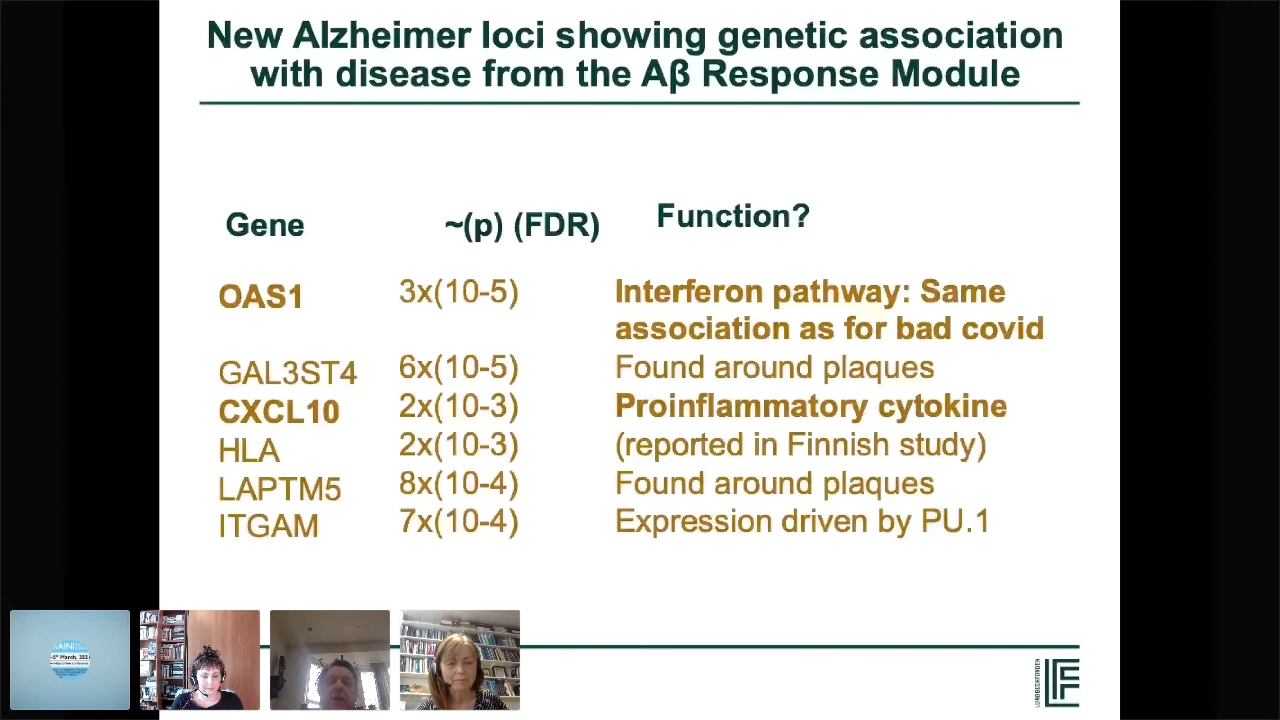 New Alzheimer loci showing genetic association
with disease from the Aβ Response Module
Gene ~(p) (FDR) Function?
OAS1 3x(10-5) Interferon pathway: Same
association as for bad covid
GAL3ST4 6x(10-5) Found around plaques
CXCL10 2x(10-3) Proinflammatory cytokine
HLA 2x(10-3) (reported in Finnish study)
LAPTM5 8x(10-4) Found around plaques
ITGAM 7x(10-4) Expression driven by PU.1
March, 202
LUNDBECKFONDEN